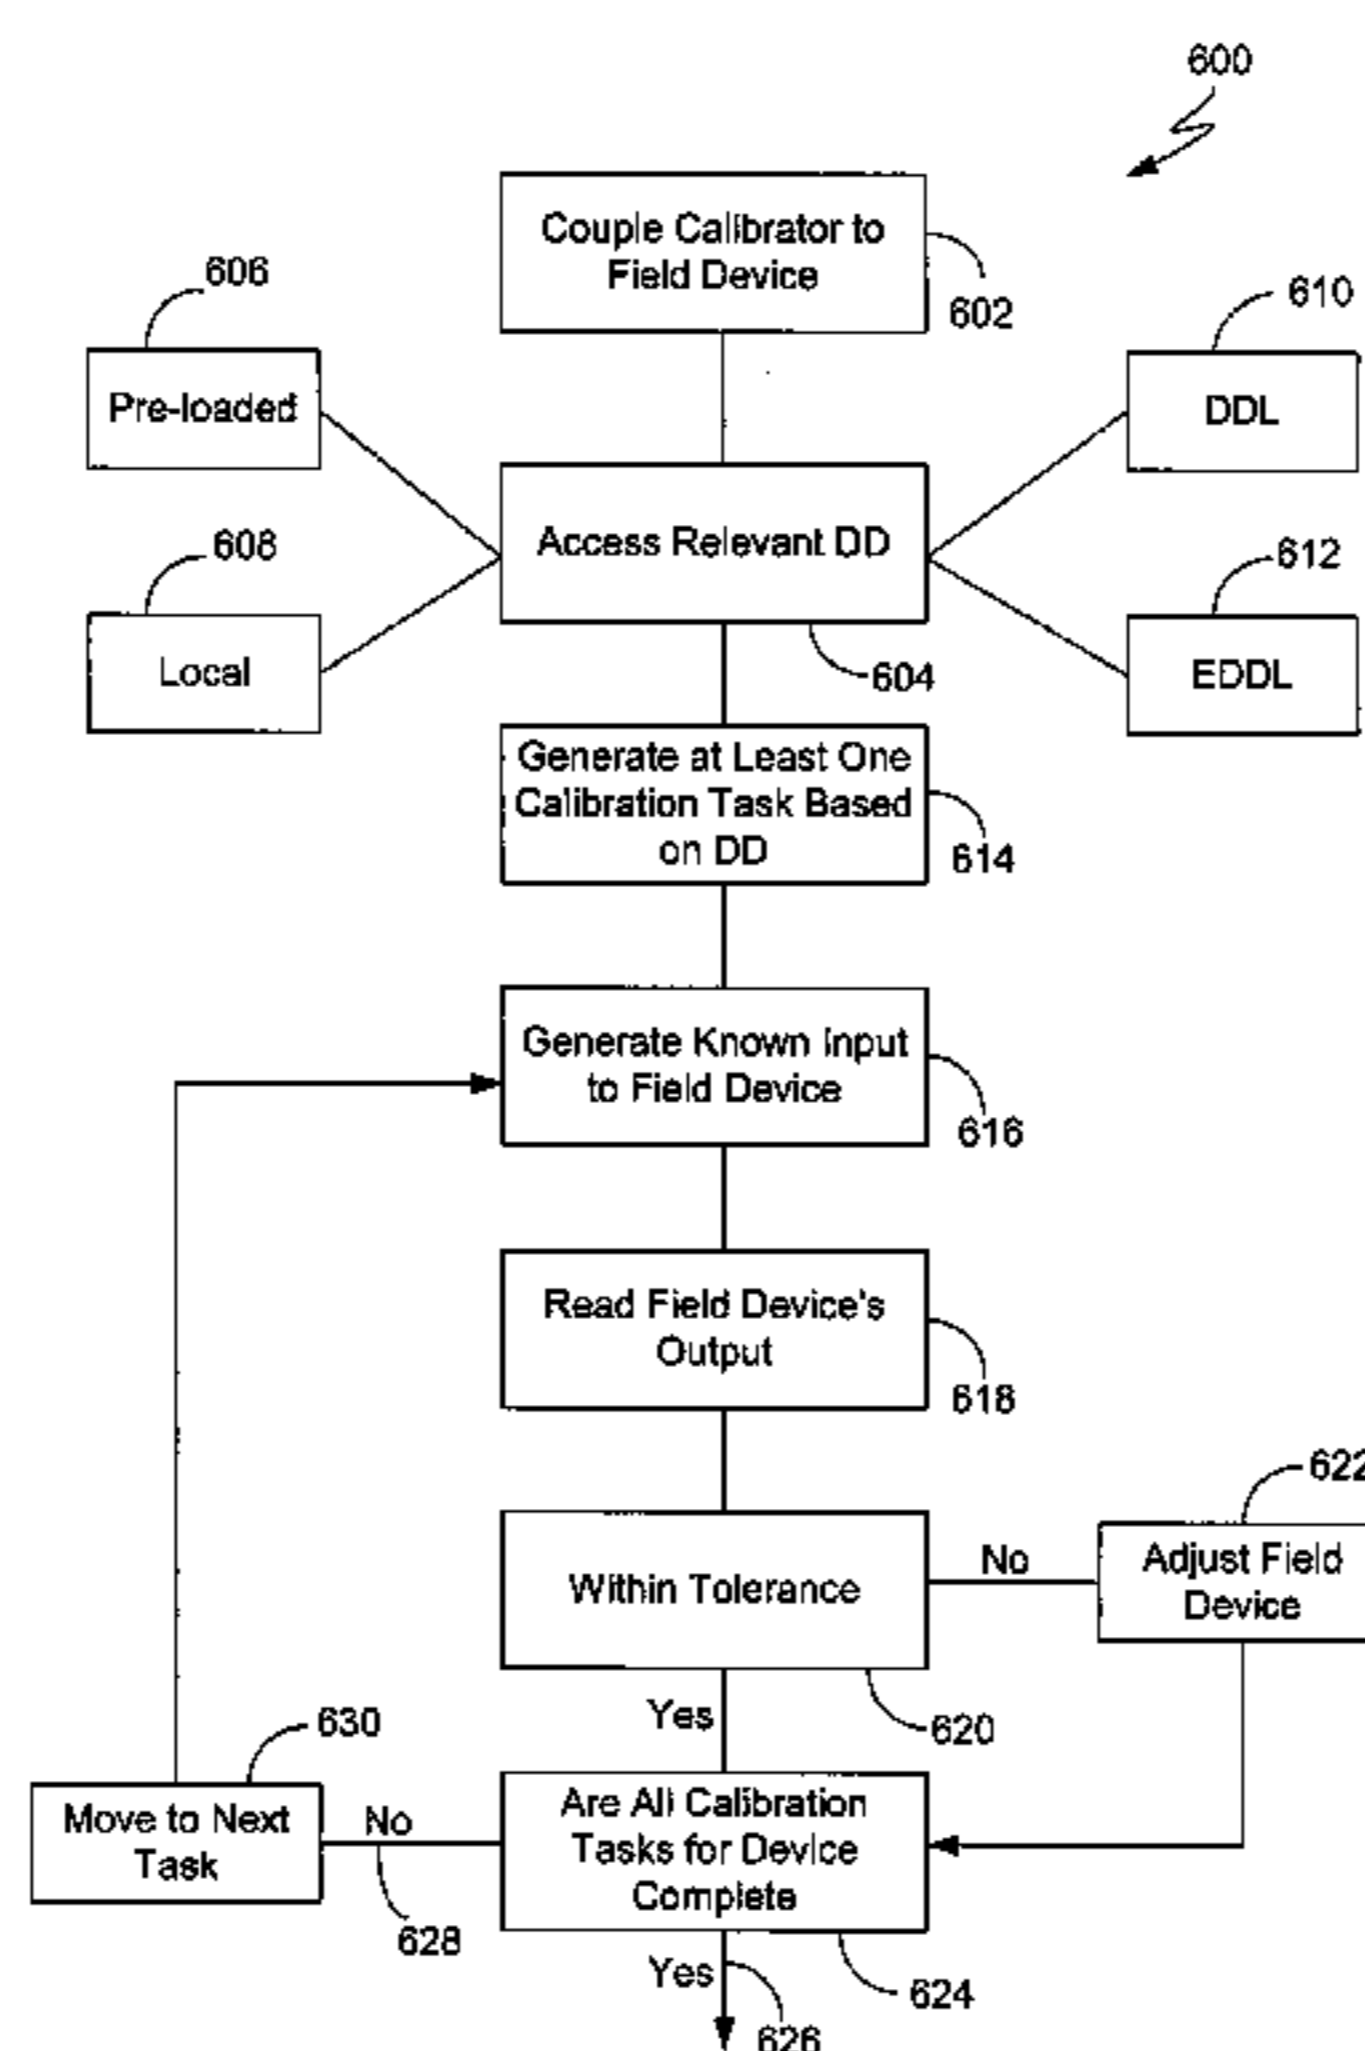 600
Couple Calibrator to
Field Device
602
606
Pre-loaded
610
DDL
Access Relevant DD
604
608
Local
612
EDDL
Generate at Least One
Calibration Task Based
on DD
614
Generate Known Input
to Field Device
616
Read Field Device's
Output
618
Within Tolerance
620
No
622
Adjust Field
Device
Yes
630
Move to Next
Task
No
628
Are All Calibration
Tasks for Device
Complete
624
Yes
626